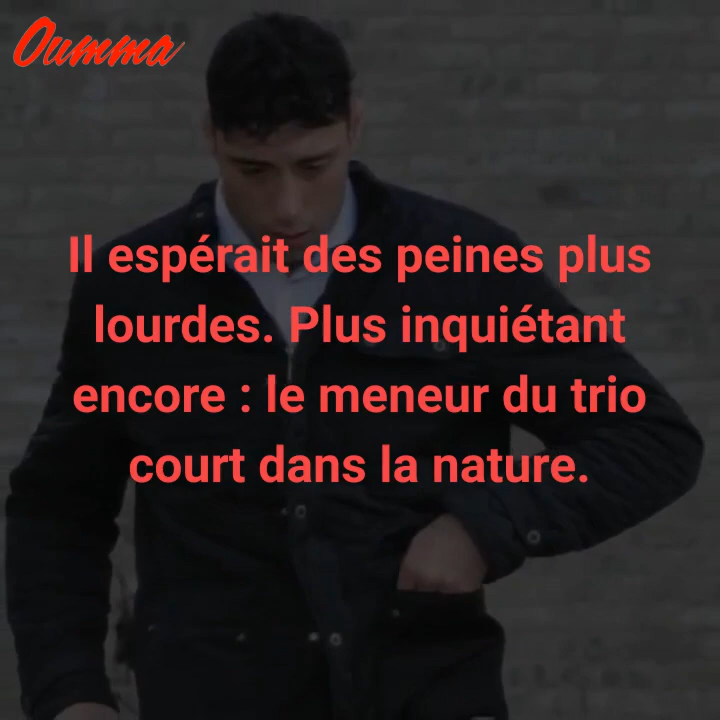 Oumma
Il espérait des peines plus
lourdes. Plus inquiétant
encore : le meneur du trio
court dans la nature.